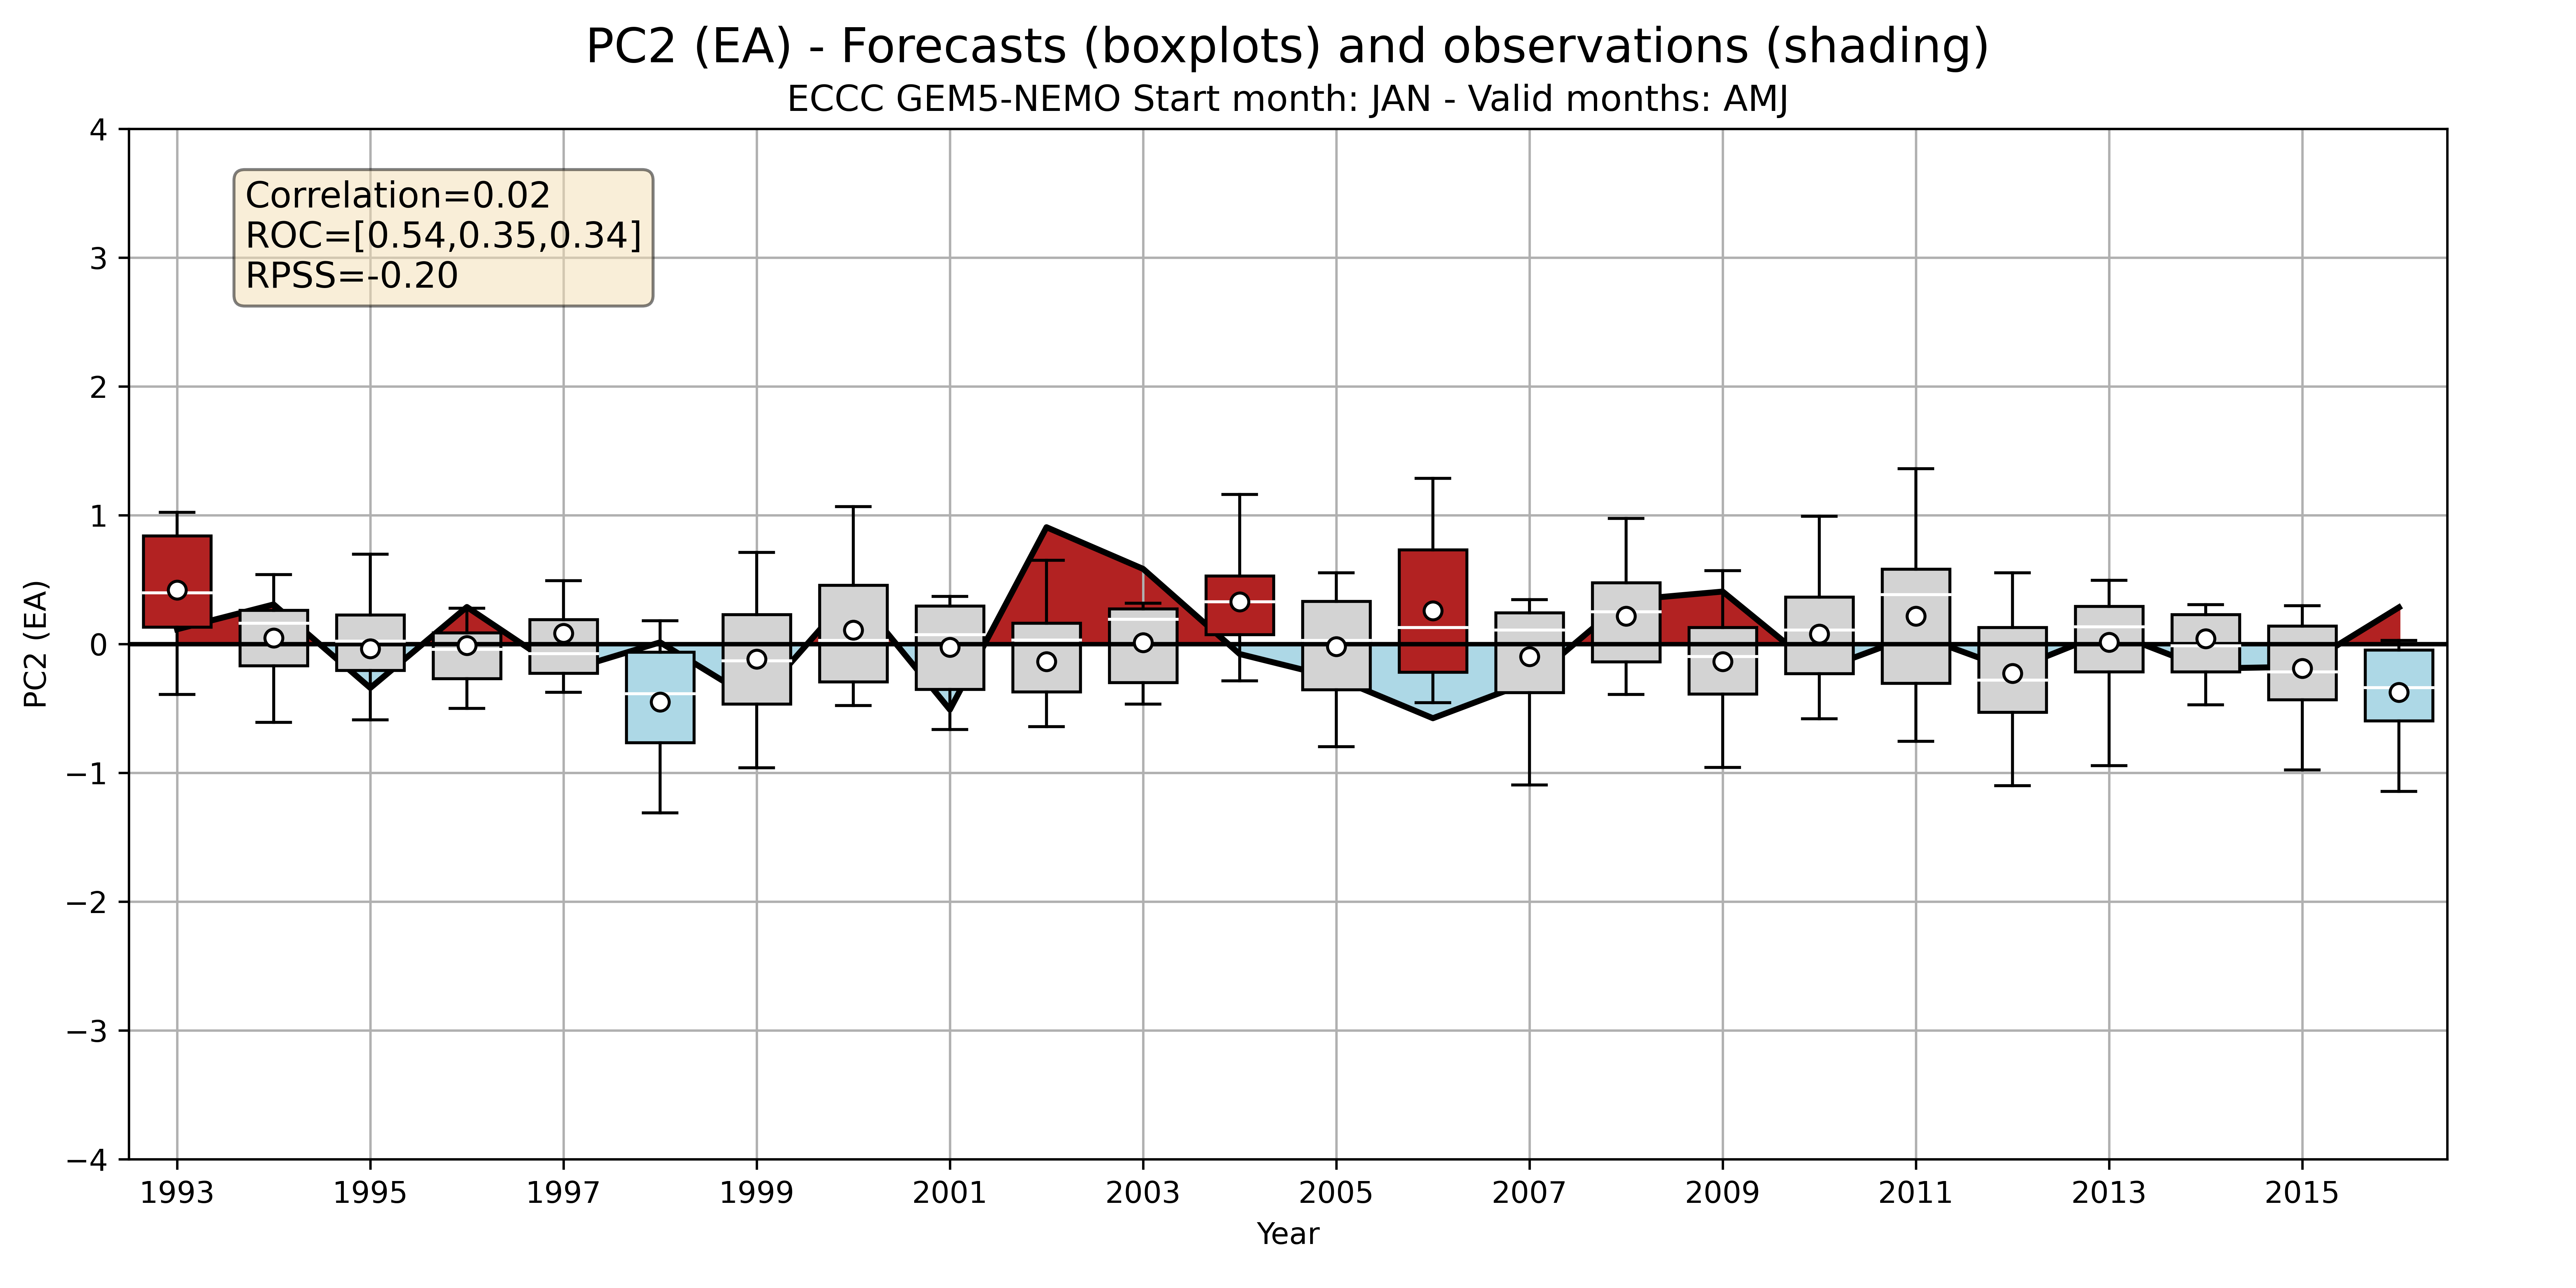 PC2 (EA) - Forecasts (boxplots) and observations (shading)
ECCC GEM5-NEMO Start month: JAN - Valid months: AMJ
Correlation=0.02
ROC=[0.54,0.35,0.34]
RPSS=-0.20
PC2 (EA)
4
3
2
1
0
−1
−2
−3
−4
1993 1995 1997 1999 2001 2003 2005 2007 2009 2011 2013 2015
Year